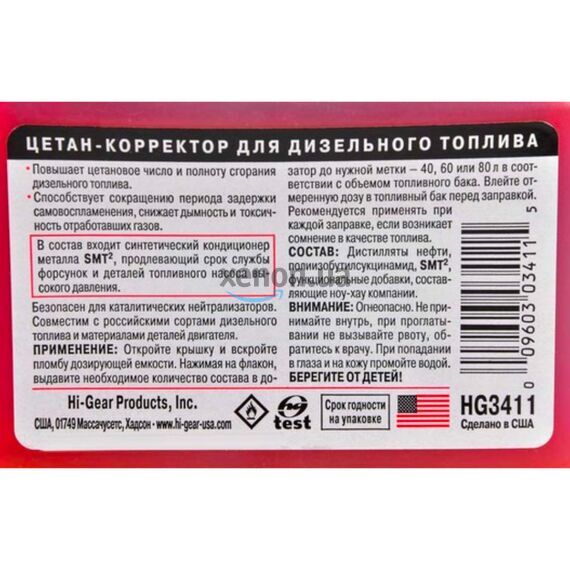 ЦЕТАН-КОРРЕКТОР ДЛЯ ДИЗЕЛЬНОГО ТОПЛИВА
•Повышает цетановое число и полноту сгорания
дизельного топлива.
•Способствует сокращению периода задержки
самовоспламенения, снижает дымность и токсич-
ность отработавших газов.
В состав входит синтетический кондиционер
металла SMT², продлевающий срок службы
форсунок и деталей топливного насоса вы-
сокого давления.
Безопасен для каталитических нейтрализаторов.
Совместим с российскими сортами дизельного
топлива и материалами деталей двигателя.
ПРИМЕНЕНИЕ: Откройте крышку и вскройте
пломбу дозирующей емкости. Нажимая на флакон,
выдавите необходимое количество состава в до-
затор до нужной метки – 40, 60 или 80 л в соот-
ветствии с объемом топливного бака. Влейте от-
меренную дозу в топливный бак перед заправкой.
Рекомендуется применять при
каждой заправке, если возникает
сомнение в качестве топлива.
СОСТАВ: Дистилляты нефти,
полиизобутилсукцинамид, SMT²,
функциональные добавки, состав-
ляющие ноу-хау компании.
ВНИМАНИЕ: Огнеопасно. Не при-
нимайте внутрь, при проглаты-
вании не вызывайте рвоту, об-
ратитесь к врачу. При попадании
в глаза и на кожу промойте водой.
БЕРЕГИТЕ ОТ ДЕТЕЙ!
0 09603 03411 5
xenon.ua
Hi-Gear Products, Inc.
США, 01749 Массачусетс, Хадсон · www.hi-gear-usa.com
HG
test
Срок годности
на упаковке
HG3411
Сделано в США